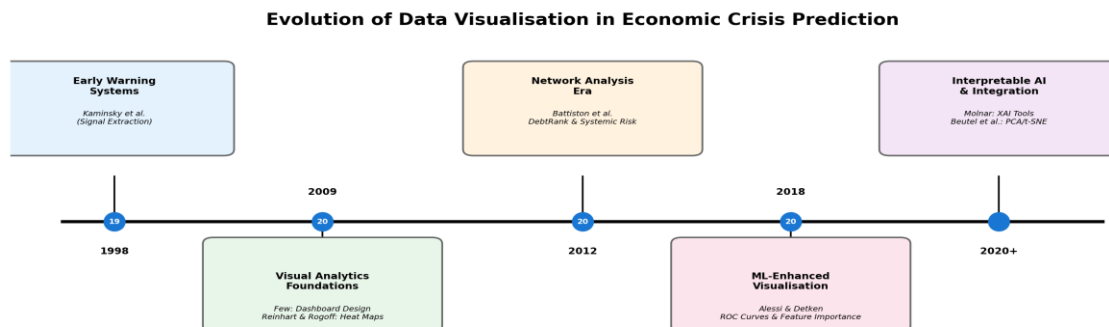 Evolution of Data Visualisation in Economic Crisis Prediction
Early Warning
Systems
Kaminsky et al.
(Signal Extraction)
Network Analysis
Era
Battiston et al.
DebtRank & Systemic Risk
Interpretable AI
& Integration
Molnar: XAI Tools
Beutel et al.: PCA/t-SNE
2009
2018
19
20
20
20
1998
2012
2020+
Visual Analytics
Foundations
Few: Dashboard Design
Reinhart & Rogoff: Heat Maps
ML-Enhanced
Visualisation
Alessi & Detken
ROC Curves & Feature Importance